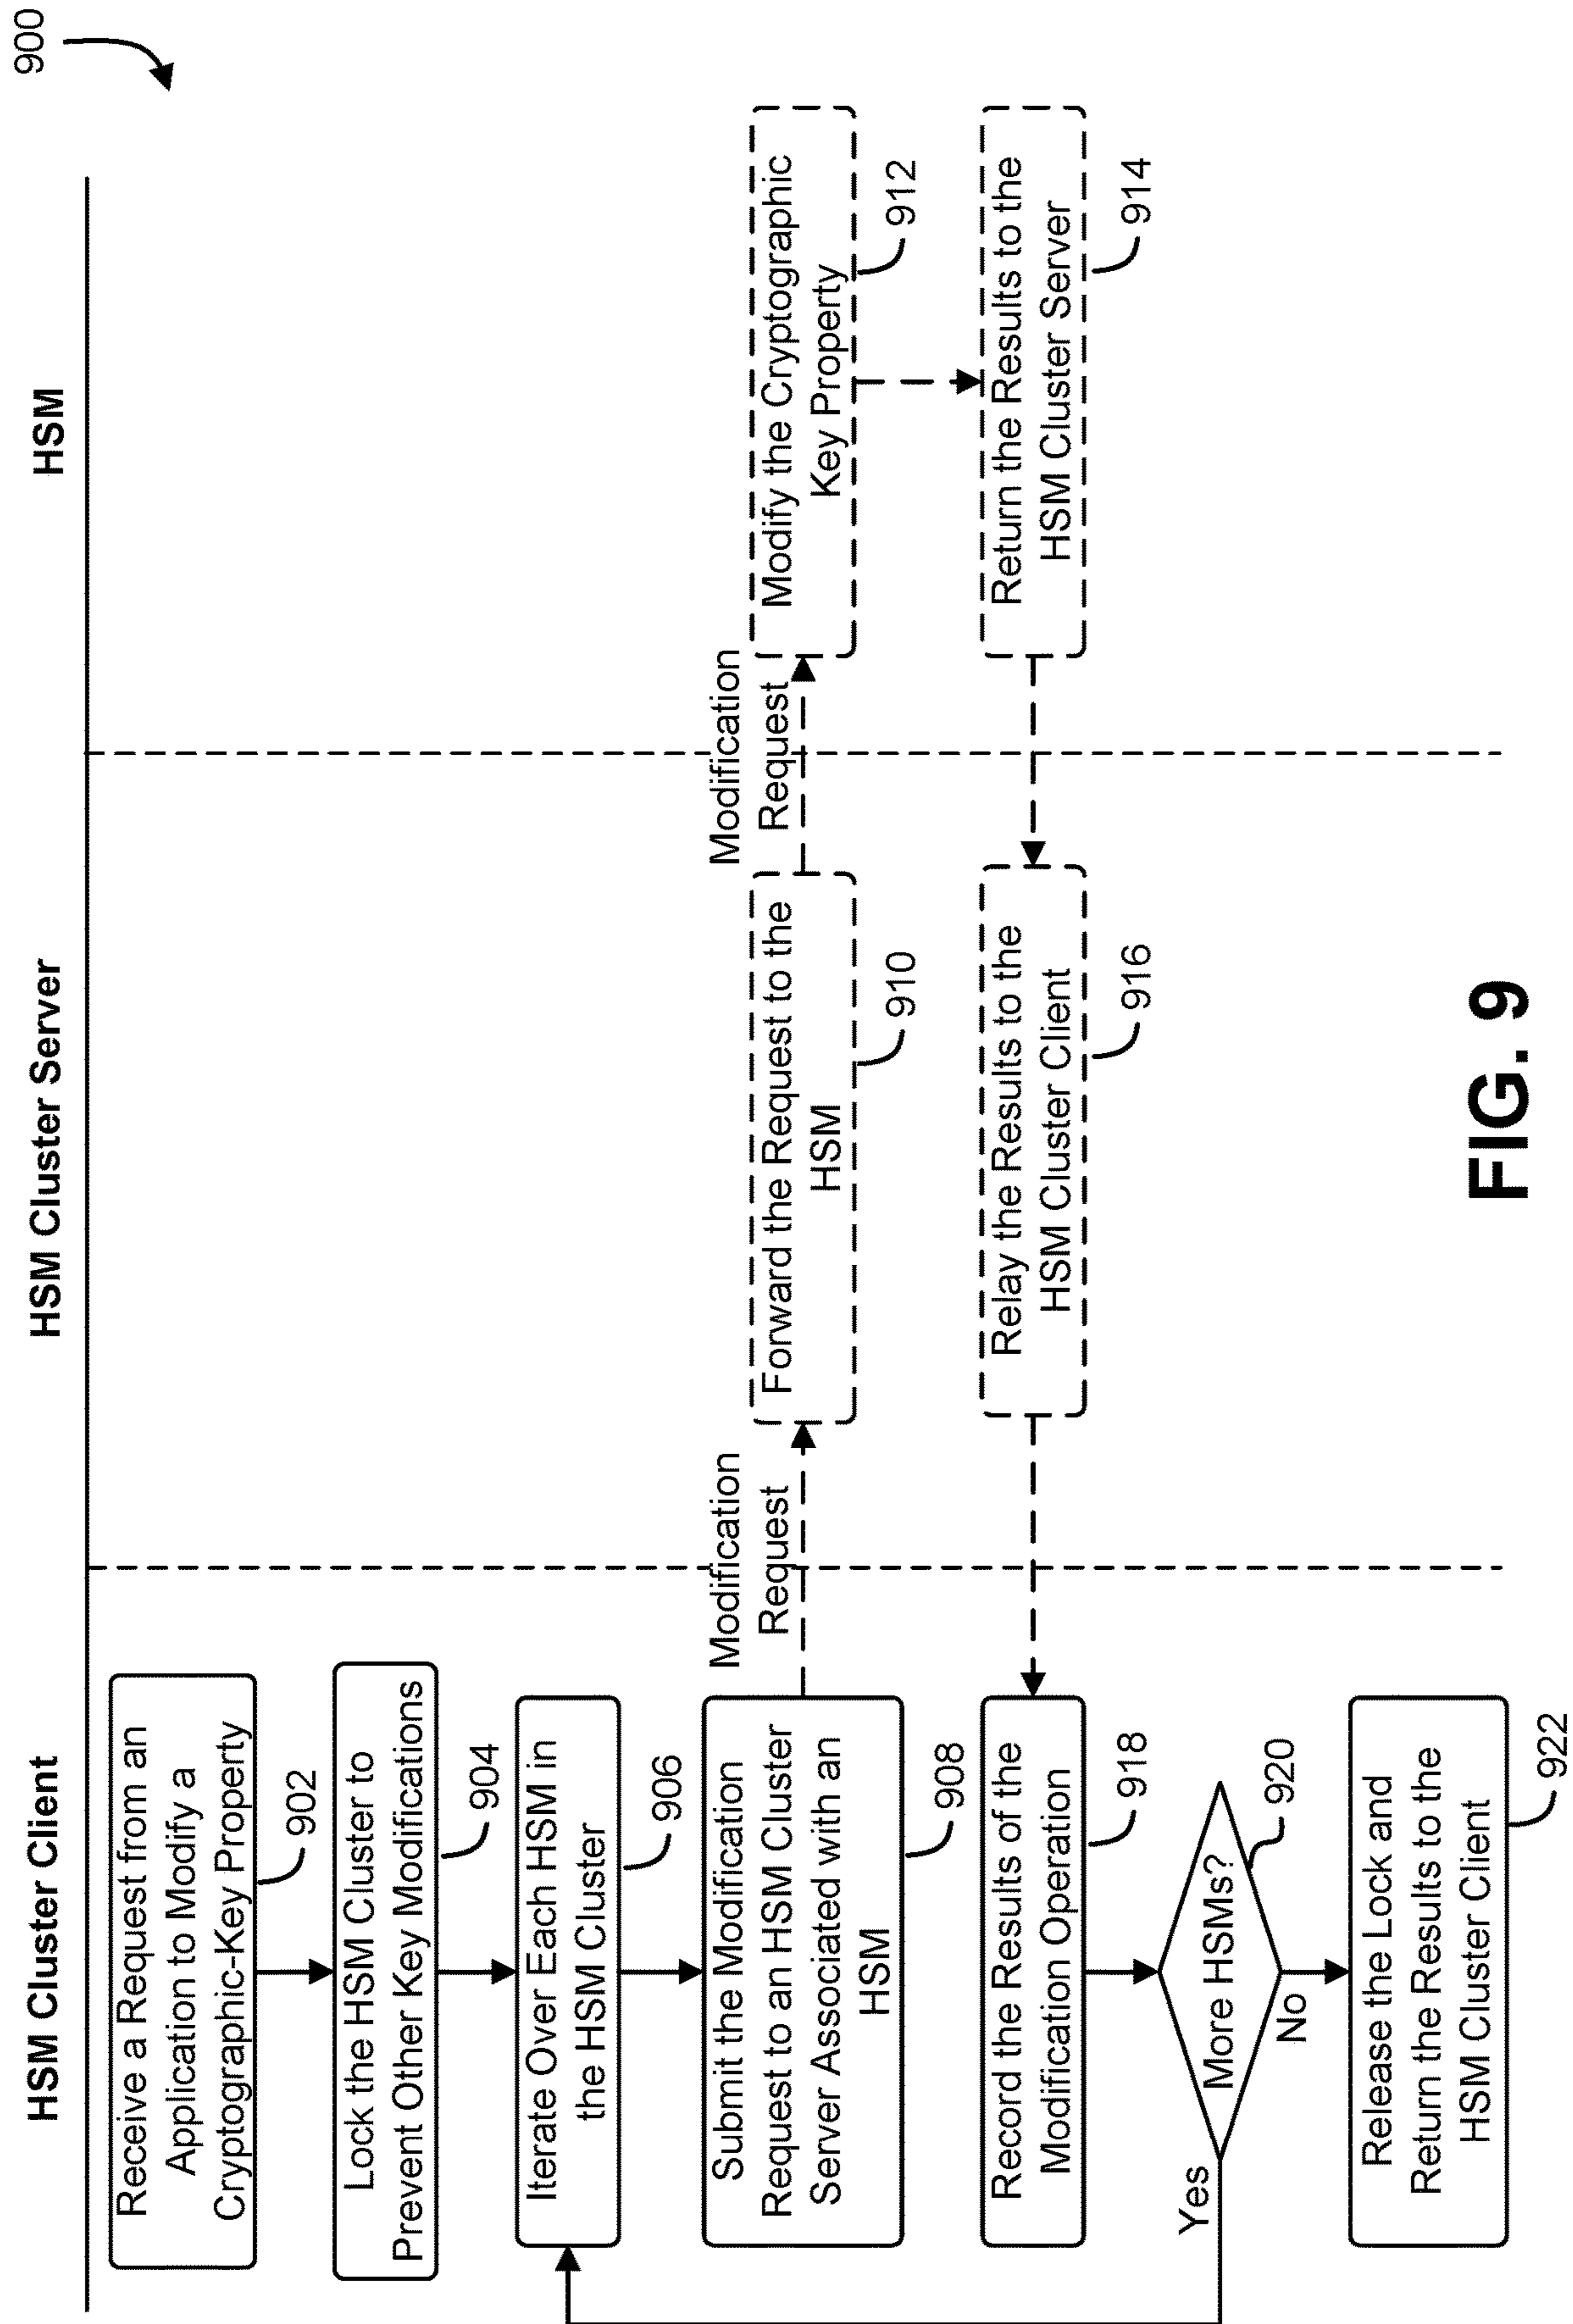 900
HSM Cluster Client
HSM Cluster Server
HSM
Receive a Request from an
Application to Modify a
Cryptographic-Key Property
902
Lock the HSM Cluster to
Prevent Other Key Modifications
904
Iterate Over Each HSM in
the HSM Cluster
906
Submit the Modification
Request to an HSM Cluster
Server Associated with an
HSM
908
Modification
Request
Forward the Request to the
HSM
910
Modification
Request
Modify the Cryptographic
Key Property
912
Return the Results to the
HSM Cluster Server
914
Relay the Results to the
HSM Cluster Client
916
Record the Results of the
Modification Operation
918
More HSMs?
920
Yes
No
Release the Lock and
Return the Results to the
HSM Cluster Client
922
FIG. 9